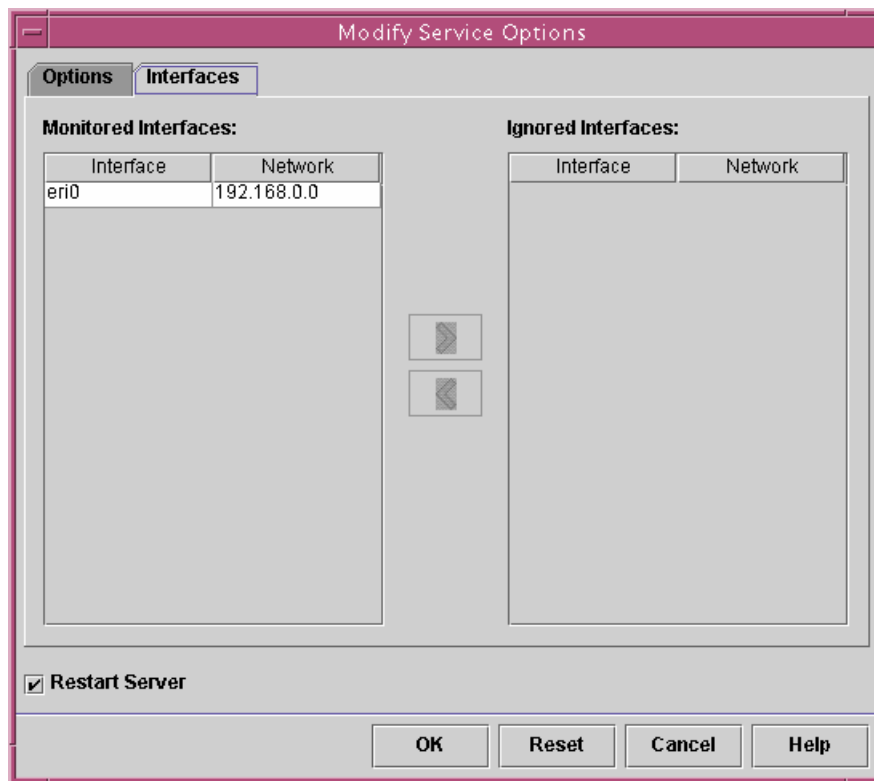 Modify Service Options
Options Interfaces
Monitored Interfaces: Ignored Interfaces:
Interface Network Interface Network
eri0 192.168.0.0
Restart Server
OK Reset Cancel Help